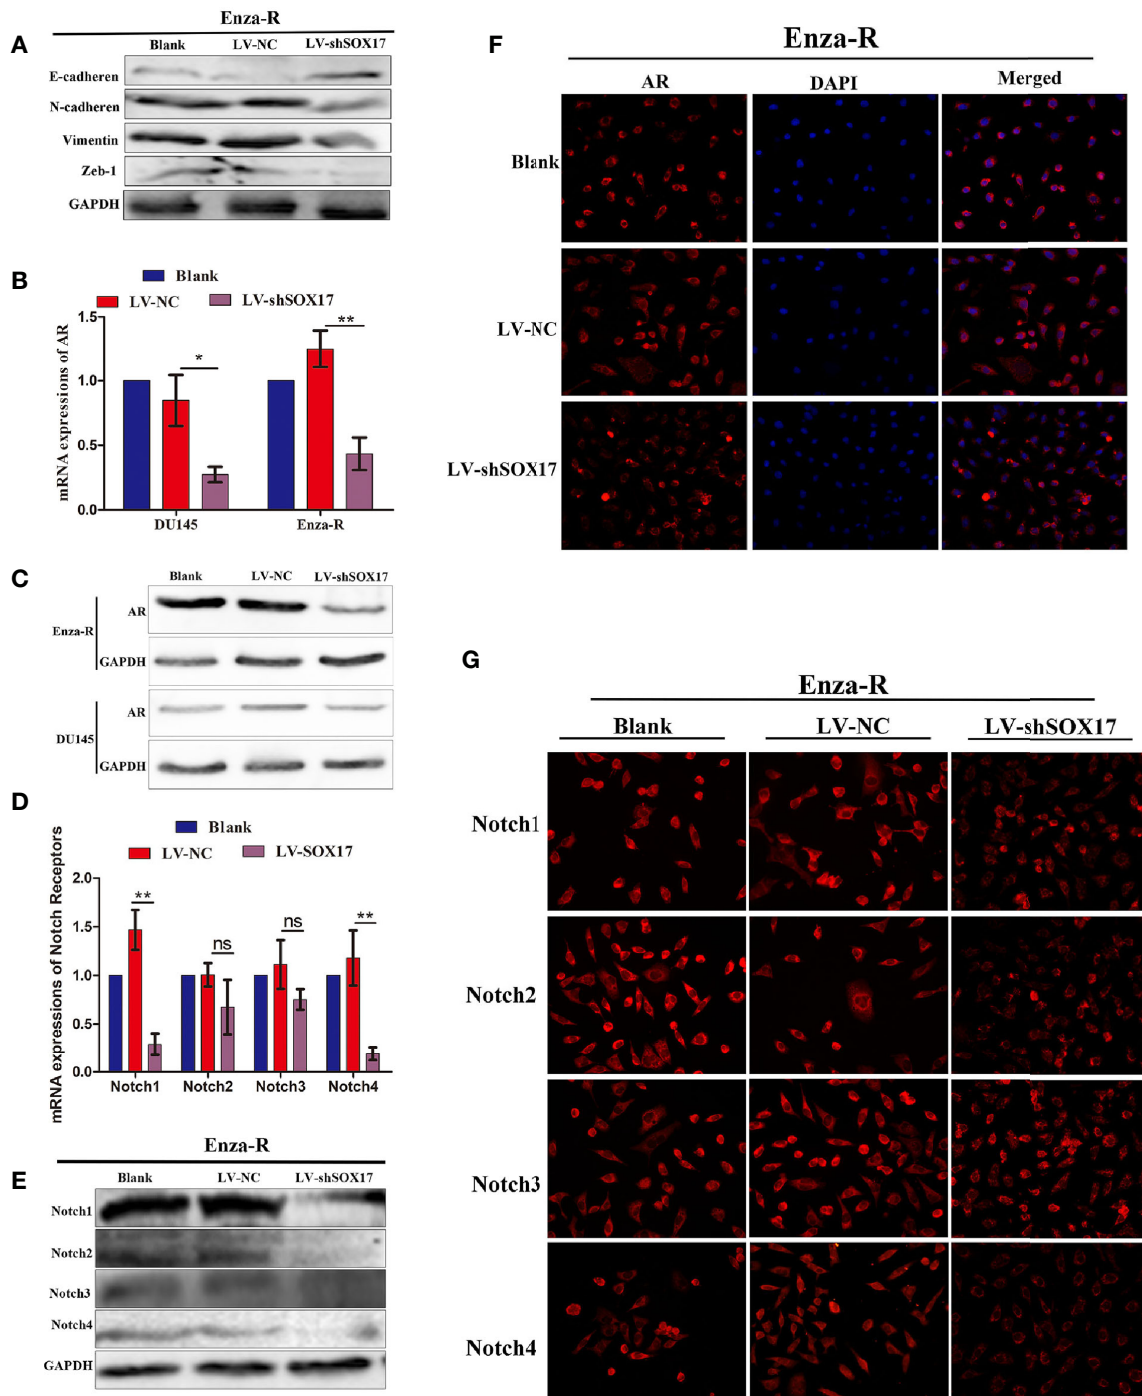 A
Enza-R
Blank LV-NC LV-shSOX17
E-cadheren
N-cadheren
Vimentin
Zeb-1
GAPDH
B
Blank
LV-NC LV-shSOX17
mRNA expressions of AR
1.5
1.0
0.5
0.0
* **
DU145 Enza-R
C
Blank LV-NC LV-shSOX17
Enza-R
AR
GAPDH
DU145
AR
GAPDH
D
Blank
LV-NC LV-SOX17
mRNA expressions of Notch Receptors
2.0
1.5
1.0
0.5
0.0
** ns ns **
Notch1 Notch2 Notch3 Notch4
E
Enza-R
Blank LV-NC LV-shSOX17
Notch1
Notch2
Notch3
Notch4
GAPDH
F
Enza-R
AR DAPI Merged
Blank
LV-NC
LV-shSOX17
G
Enza-R
Blank LV-NC LV-shSOX17
Notch1
Notch2
Notch3
Notch4